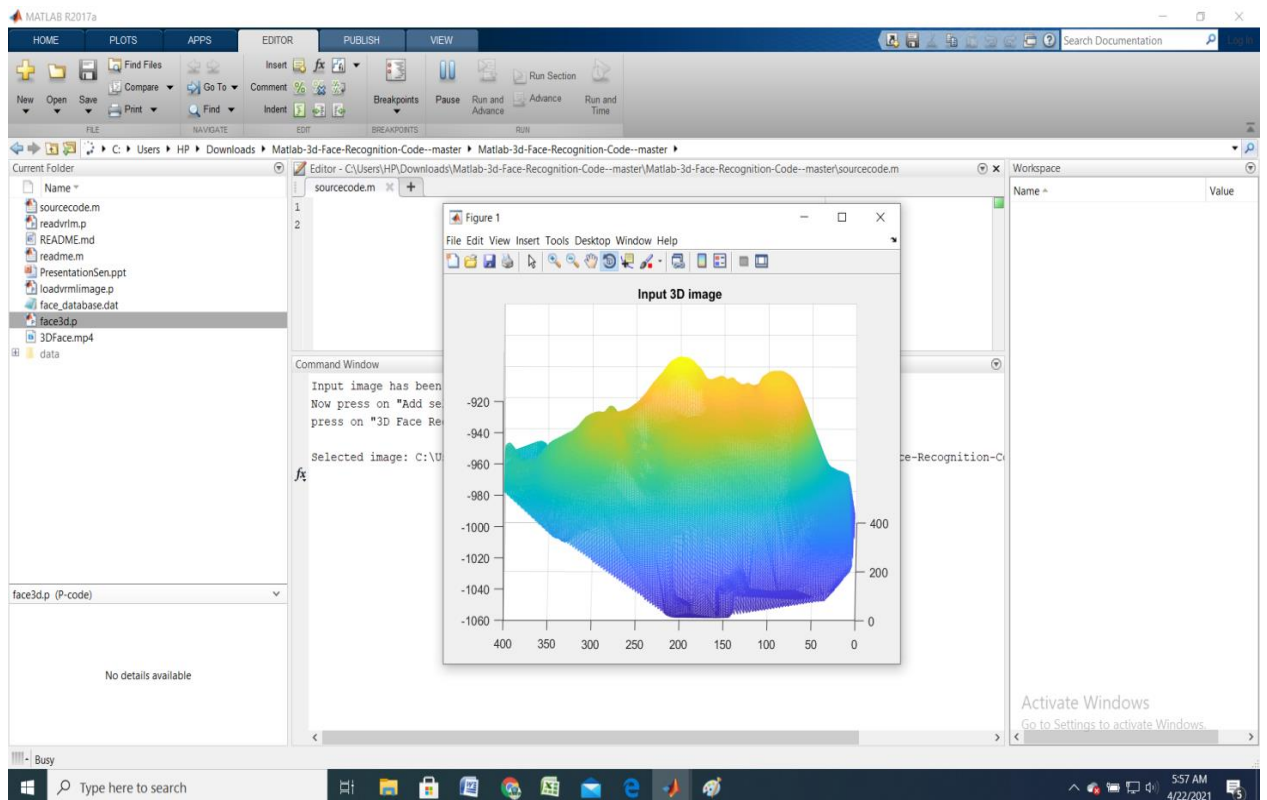 MATLAB R2017a
HOME PLOTS APPS EDITOR PUBLISH VIEW
Search Documentation
Log In
New Open Save
Find Files
Compare
Print
Go To
Find
Insert fx
Comment
Indent
Breakpoints
Pause
Run and Advance
Run Section
Advance
Run and Time
FILE NAVIGATE EDIT BREAKPOINTS RUN
C: Users HP Downloads Matlab-3d-Face-Recognition-Code--master Matlab-3d-Face-Recognition-Code--master
Current Folder
Name
sourcecode.m
readvrlm.p
README.md
readme.m
PresentationSen.ppt
loadvrmlimage.p
face_database.dat
face3d.p
3DFace.mp4
data
face3d.p (P-code)
No details available
Editor - C:\Users\HP\Downloads\Matlab-3d-Face-Recognition-Code--master\Matlab-3d-Face-Recognition-Code--master\sourcecode.m
sourcecode.m
1
2
Figure 1
File Edit View Insert Tools Desktop Window Help
Input 3D image
-920
-940
-960
-980
-1000
-1020
-1040
-1060
400 350 300 250 200 150 100 50 0
400
200
0
Command Window
Input image has been
Now press on "Add se
press on "3D Face Re
Selected image: C:\U ce-Recognition-Co
fx
Workspace
Name Value
Activate Windows
Go to Settings to activate Windows.
Busy
Type here to search
5:57 AM
4/22/2021
5